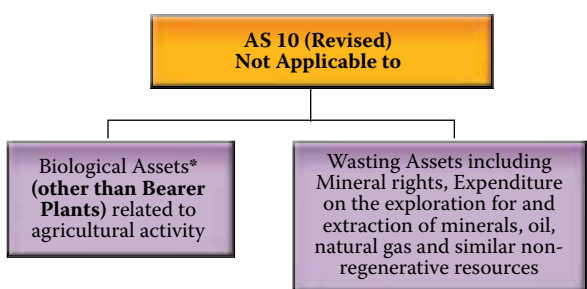 AS 10 (Revised)
Not Applicable to
Biological Assets*
(other than Bearer
Plants) related to
agricultural activity
Wasting Assets including
Mineral rights, Expenditure
on the exploration for and
extraction of minerals, oil,
natural gas and similar non-
regenerative resources